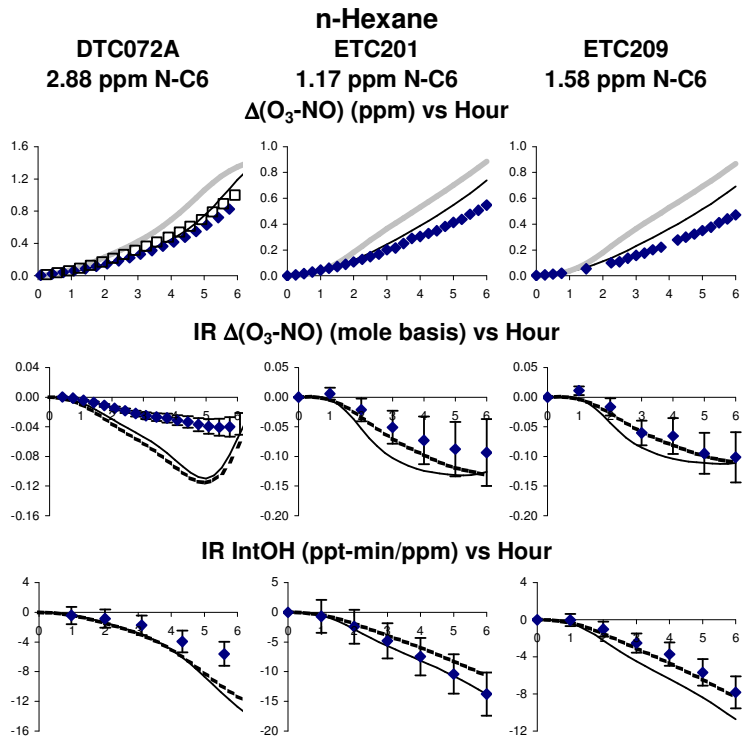 n-Hexane
DTC072A ETC201 ETC209
2.88 ppm N-C6 1.17 ppm N-C6 1.58 ppm N-C6
Δ(O₃-NO) (ppm) vs Hour
1.6 1.0 1.0
0.8 0.8
1.2
0.6 0.6
0.8
0.4 0.4
0.4
0.2 0.2
0.0 0.0 0.0
0 1 2 3 4 5 6 0 1 2 3 4 5 6 0 1 2 3 4 5 6
IR Δ(O₃-NO) (mole basis) vs Hour
0.04 0.05 0.05
0.00 0.00 0.00
0 1 2 3 4 5 6 0 1 2 3 4 5 6 0 1 2 3 4 5 6
-0.04 -0.05 -0.05
-0.08 -0.10 -0.10
-0.12 -0.15 -0.15
-0.16 -0.20 -0.20
IR IntOH (ppt-min/ppm) vs Hour
4 5 4
0 0 0
0 1 2 3 4 5 6 0 1 2 3 4 5 6 0 1 2 3 4 5 6
-4 -5 -4
-8 -10 -8
-12 -15
-16 -20 -12